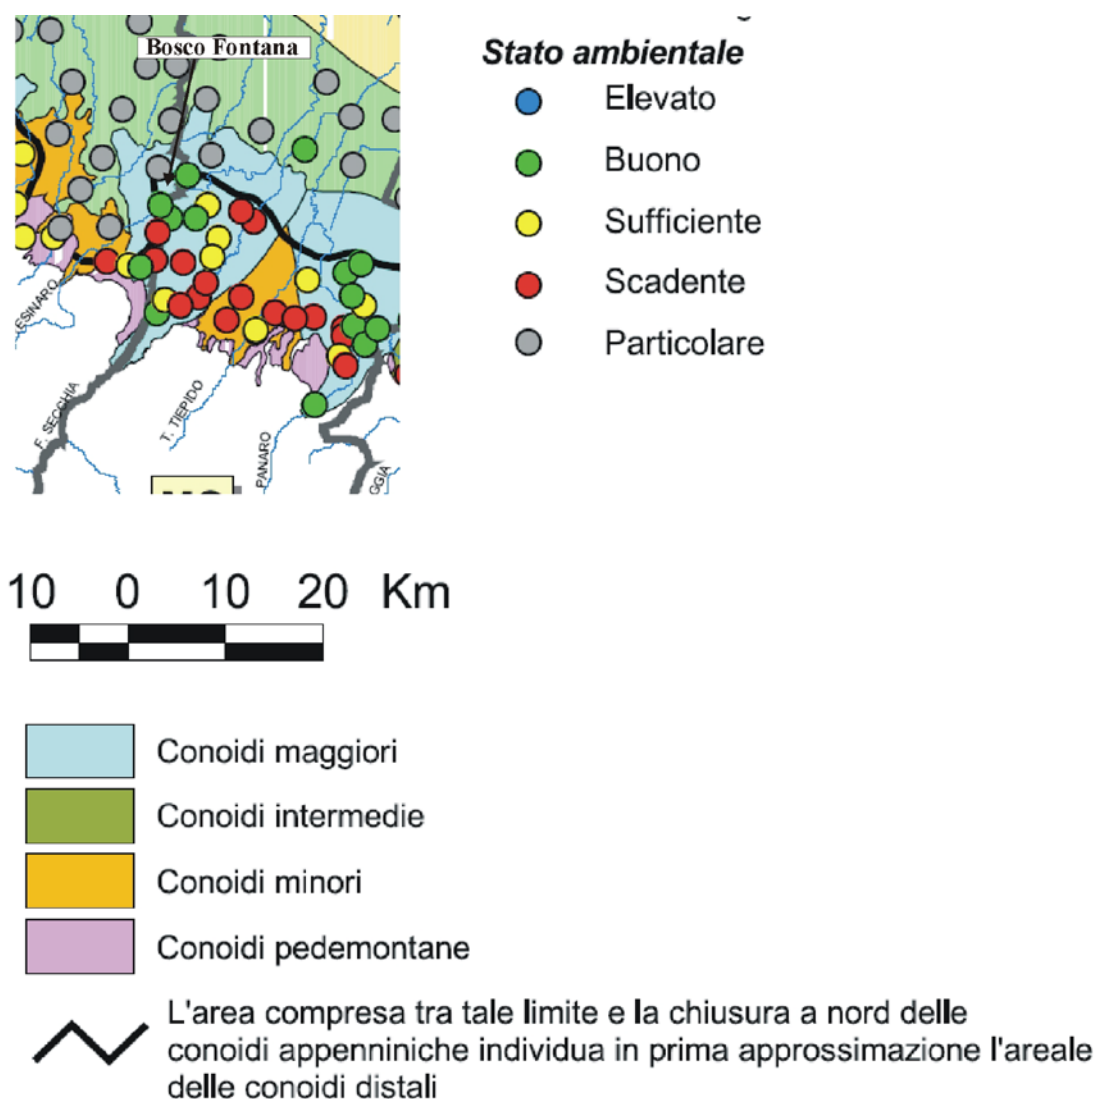 Bosco Fontana
ESINARO
F. SECCHIA
T. TIEPIDO
PANARO
GGIA
Stato ambientale
Elevato
Buono
Sufficiente
Scadente
Particolare
10 0 10 20 Km
Conoidi maggiori
Conoidi intermedie
Conoidi minori
Conoidi pedemontane
L'area compresa tra tale limite e la chiusura a nord delle
conoidi appenniniche individua in prima approssimazione l'areale
delle conoidi distali